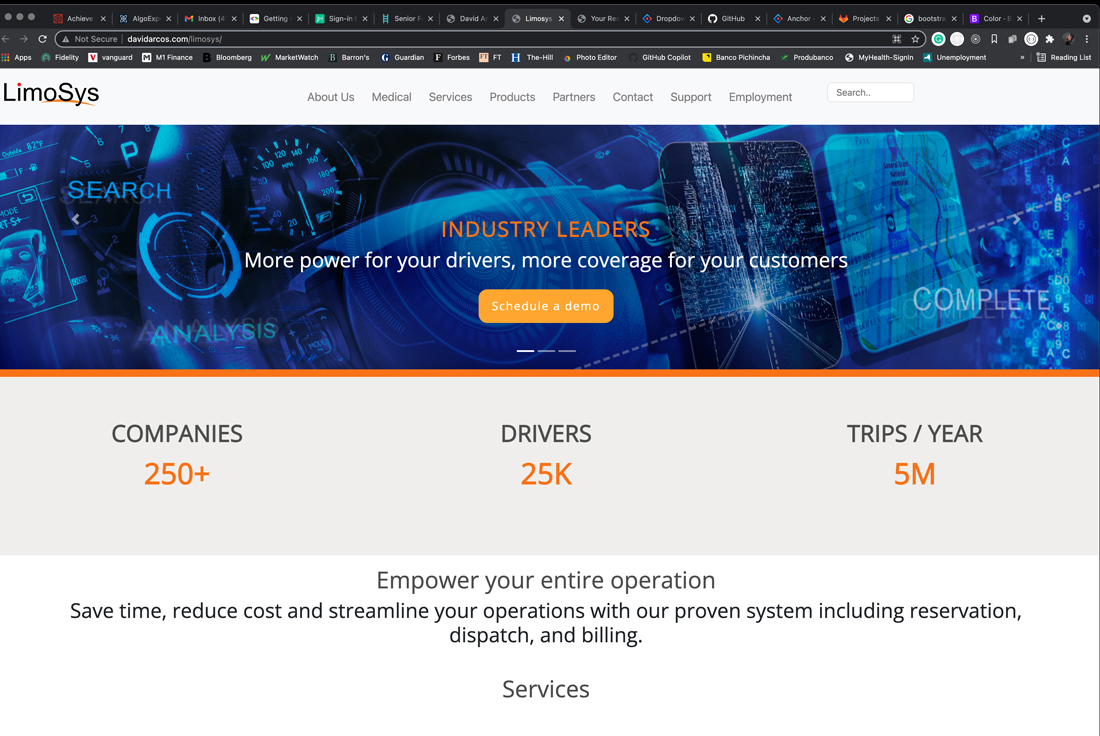 Achieve
AlgoExp
Inbox (4
Getting
Sign-in t
Senior F
David A
Limosys
Your Re
Dropdov
GitHub
Anchor
Projects
bootstra
Color - B
Not Secure | davidarcos.com/limosys/
Apps
Fidelity
vanguard
M1 Finance
Bloomberg
MarketWatch
Barron's
Guardian
Forbes
FT
The-Hill
Photo Editor
GitHub Copilot
Banco Pichincha
Produbanco
MyHealth-SignIn
Unemployment
»
Reading List
LimoSys
About Us
Medical
Services
Products
Partners
Contact
Support
Employment
Search..
SEARCH
INDUSTRY LEADERS
More power for your drivers, more coverage for your customers
Schedule a demo
COMPLETE
ANALYSIS
COMPANIES
250+
DRIVERS
25K
TRIPS / YEAR
5M
Empower your entire operation
Save time, reduce cost and streamline your operations with our proven system including reservation,
dispatch, and billing.
Services